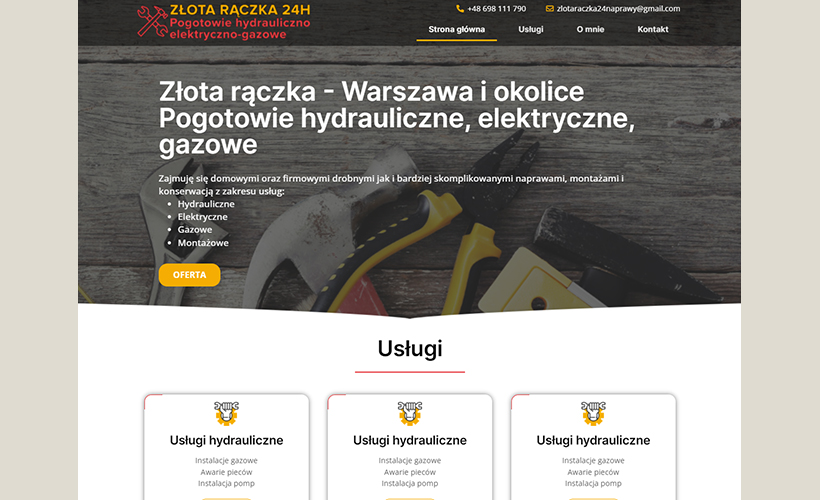 ZŁOTA RĄCZKA 24H
Pogotowie hydrauliczno
elektryczno-gazowe
+48 698 111 790
zlotaraczka24naprawy@gmail.com
Strona główna
Usługi
O mnie
Kontakt
Złota rączka - Warszawa i okolice
Pogotowie hydrauliczne, elektryczne,
gazowe
Zajmuję się domowymi oraz firmowymi drobnymi jak i bardziej skomplikowanymi naprawami, montażami i
konserwacją z zakresu usług:
Hydrauliczne
Elektryczne
Gazowe
Montażowe
OFERTA
Usługi
Usługi hydrauliczne
Instalacje gazowe
Awarie pieców
Instalacja pomp
Usługi hydrauliczne
Instalacje gazowe
Awarie pieców
Instalacja pomp
Usługi hydrauliczne
Instalacje gazowe
Awarie pieców
Instalacja pomp